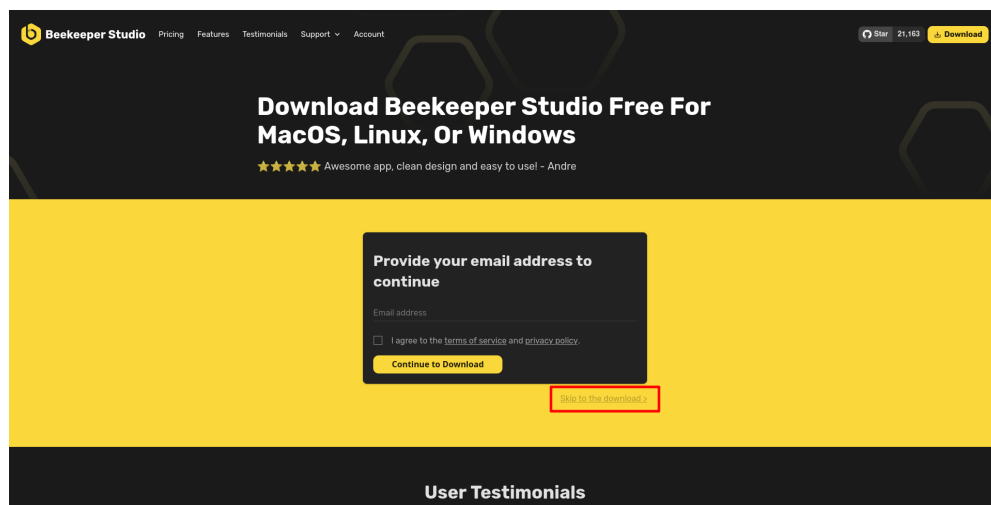 Beekeeper Studio Pricing Features Testimonials Support Account Star 21,163 Download
Download Beekeeper Studio Free For
MacOS, Linux, Or Windows
Awesome app, clean design and easy to use! - Andre
Provide your email address to
continue
Email address
I agree to the terms of service and privacy policy.
Continue to Download
Skip to the download >
User Testimonials